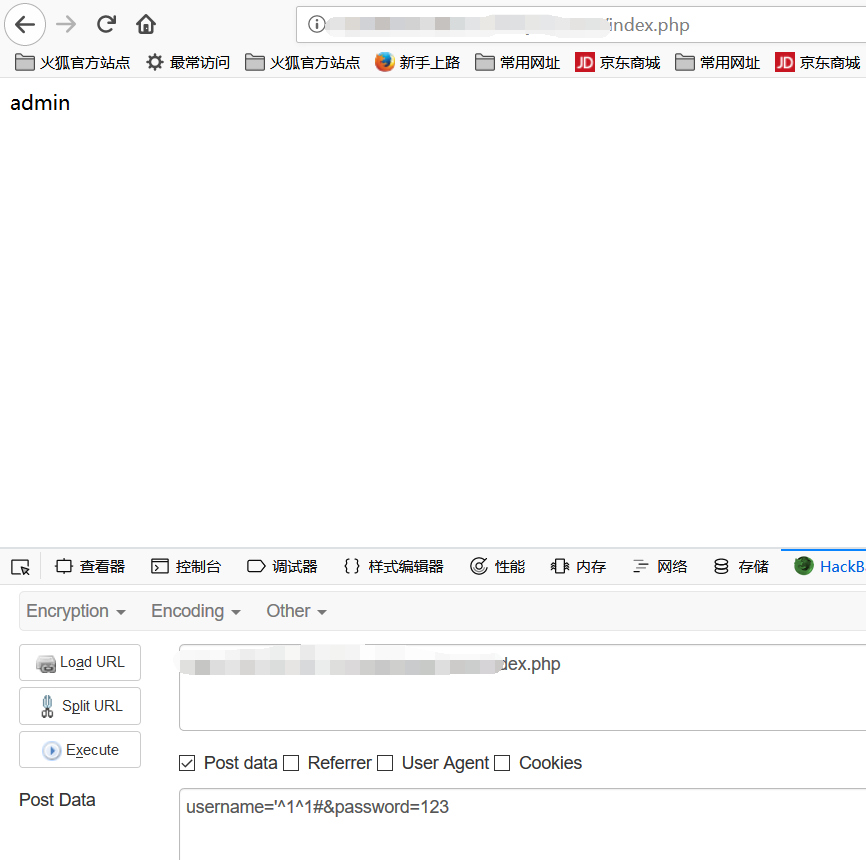 index.php
火狐官方站点 最常访问 火狐官方站点 新手上路 常用网址 JD 京东商城 常用网址 JD 京东商城
admin
查看器 控制台 调试器 {} 样式编辑器 性能 内存 网络 存储 HackB
Encryption Encoding Other
Load URL
dex.php
Split URL
Execute
Post data Referrer User Agent Cookies
Post Data
username='^1^1#&password=123